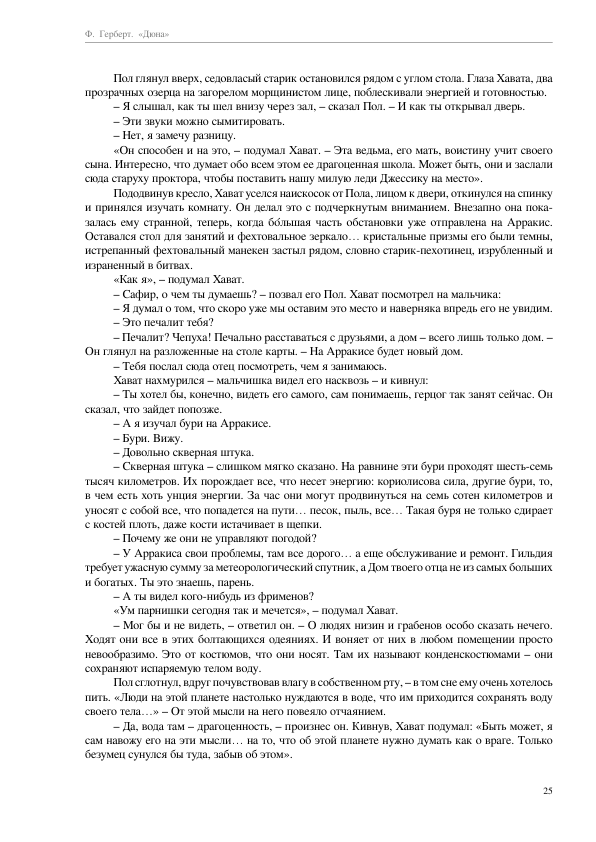 Ф. Герберт. «Дюна»
Пол глянул вверх, седовласый старик остановился рядом с углом стола. Глаза Хавата, два
прозрачных озерца на загорелом морщинистом лице, поблескивали энергией и готовностью.
– Я слышал, как ты шел внизу через зал, – сказал Пол. – И как ты открывал дверь.
– Эти звуки можно сымитировать.
– Нет, я замечу разницу.
«Он способен и на это, – подумал Хават. – Эта ведьма, его мать, воистину учит своего
сына. Интересно, что думает обо всем этом ее драгоценная школа. Может быть, они и заслали
сюда старуху проктора, чтобы поставить нашу милую леди Джессику на место».
Пододвинув кресло, Хават уселся наискосок от Пола, лицом к двери, откинулся на спинку
и принялся изучать комнату. Он делал это с подчеркнутым вниманием. Внезапно она пока-
залась ему странной, теперь, когда бо́льшая часть обстановки уже отправлена на Арракис.
Оставался стол для занятий и фехтовальное зеркало… кристальные призмы его были темны,
истрепанный фехтовальный манекен застыл рядом, словно старик-пехотинец, изрубленный и
израненный в битвах.
«Как я», – подумал Хават.
– Сафир, о чем ты думаешь? – позвал его Пол. Хават посмотрел на мальчика:
– Я думал о том, что скоро уже мы оставим это место и наверняка впредь его не увидим.
– Это печалит тебя?
– Печалит? Чепуха! Печально расставаться с друзьями, а дом – всего лишь только дом. –
Он глянул на разложенные на столе карты. – На Арракисе будет новый дом.
– Тебя послал сюда отец посмотреть, чем я занимаюсь.
Хават нахмурился – мальчишка видел его насквозь – и кивнул:
– Ты хотел бы, конечно, видеть его самого, сам понимаешь, герцог так занят сейчас. Он
сказал, что зайдет попозже.
– А я изучал бури на Арракисе.
– Бури. Вижу.
– Довольно скверная штука.
– Скверная штука – слишком мягко сказано. На равнине эти бури проходят шесть-семь
тысяч километров. Их порождает все, что несет энергию: кориолисова сила, другие бури, то,
в чем есть хоть унция энергии. За час они могут продвинуться на семь сотен километров и
уносят с собой все, что попадется на пути… песок, пыль, все… Такая буря не только сдирает
с костей плоть, даже кости истачивает в щепки.
– Почему же они не управляют погодой?
– У Арракиса свои проблемы, там все дорого… а еще обслуживание и ремонт. Гильдия
требует ужасную сумму за метеорологический спутник, а Дом твоего отца не из самых больших
и богатых. Ты это знаешь, парень.
– А ты видел кого-нибудь из фрименов?
«Ум парнишки сегодня так и мечется», – подумал Хават.
– Мог бы и не видеть, – ответил он. – О людях низин и грабенов особо сказать нечего.
Ходят они все в этих болтающихся одеяниях. И воняет от них в любом помещении просто
невообразимо. Это от костюмов, что они носят. Там их называют конденскостюмами – они
сохраняют испаряемую телом воду.
Пол сглотнул, вдруг почувствовав влагу в собственном рту, – в том сне ему очень хотелось
пить. «Люди на этой планете настолько нуждаются в воде, что им приходится сохранять воду
своего тела…» – От этой мысли на него повеяло отчаянием.
– Да, вода там – драгоценность, – произнес он. Кивнув, Хават подумал: «Быть может, я
сам навожу его на эти мысли… на то, что об этой планете нужно думать как о враге. Только
безумец сунулся бы туда, забыв об этом».
25